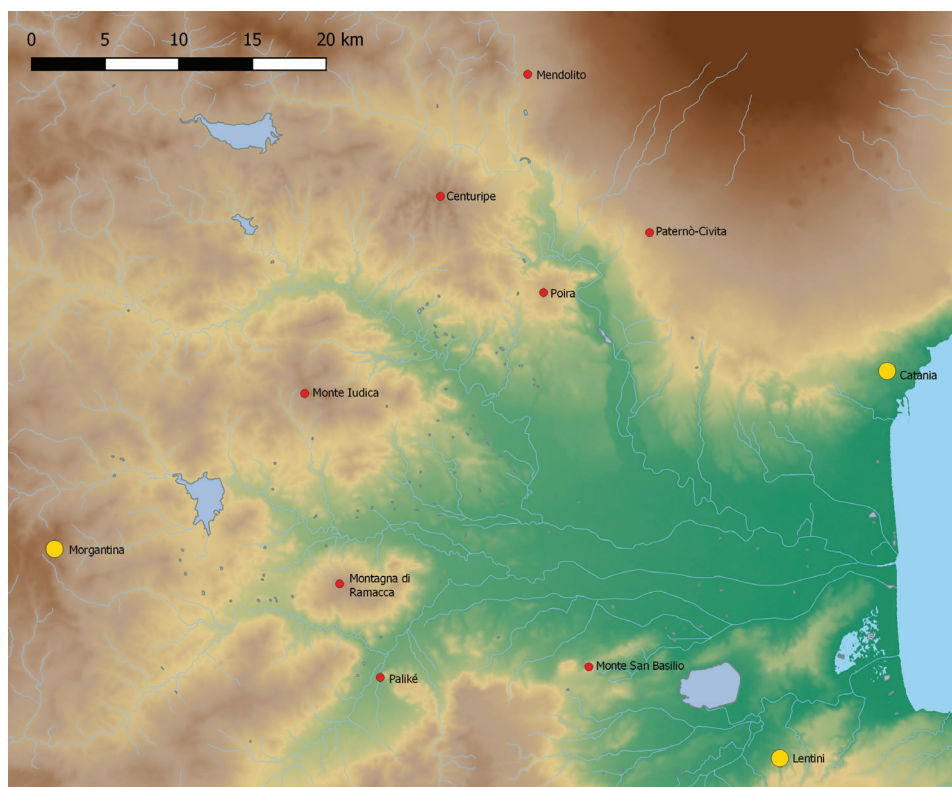 0 5 10 15 20 km
Mendolito
Centuripe
Paternò-Civita
Poira
Catania
Monte Iudica
Morgantina
Montagna di
Ramacca
Monte San Basilio
Paliké
Lentini